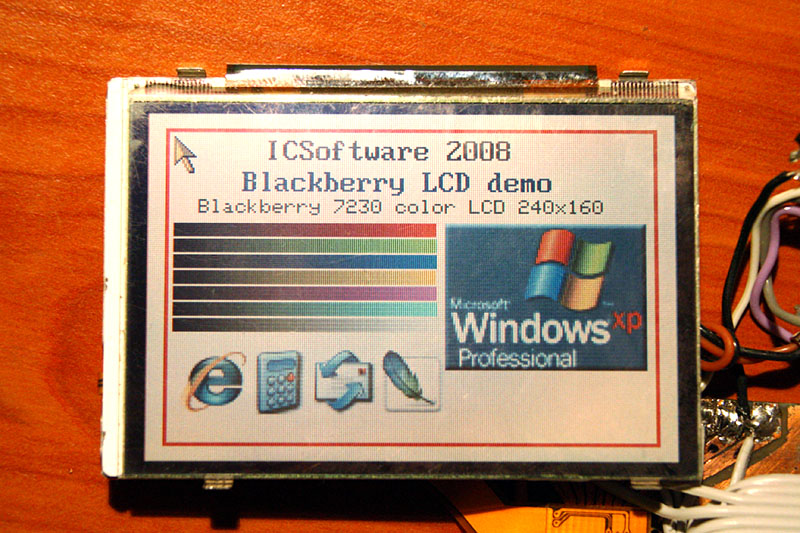 ICSoftware 2008
Blackberry LCD demo
Blackberry 7230 color LCD 240x160
Microsoft
Windows xp
Professional